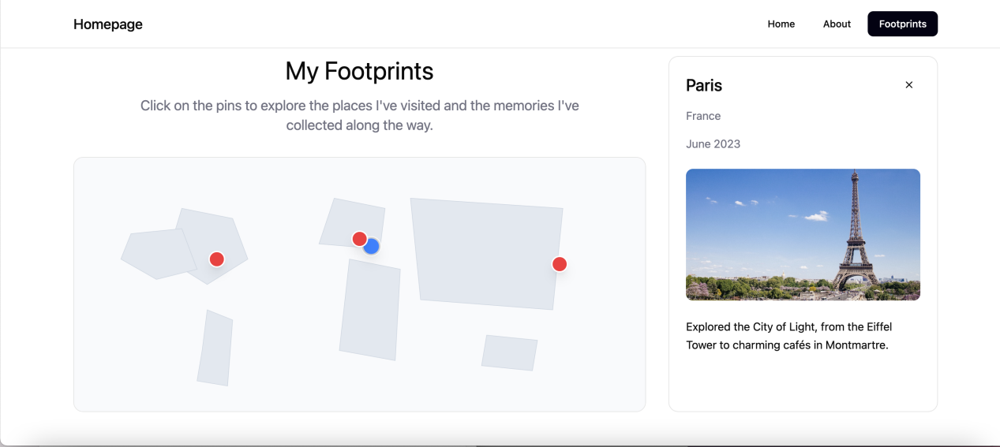 Homepage
Home
About
Footprints
My Footprints
Click on the pins to explore the places I've visited and the memories I've
collected along the way.
Paris
×
France
June 2023
Explored the City of Light, from the Eiffel
Tower to charming cafés in Montmartre.